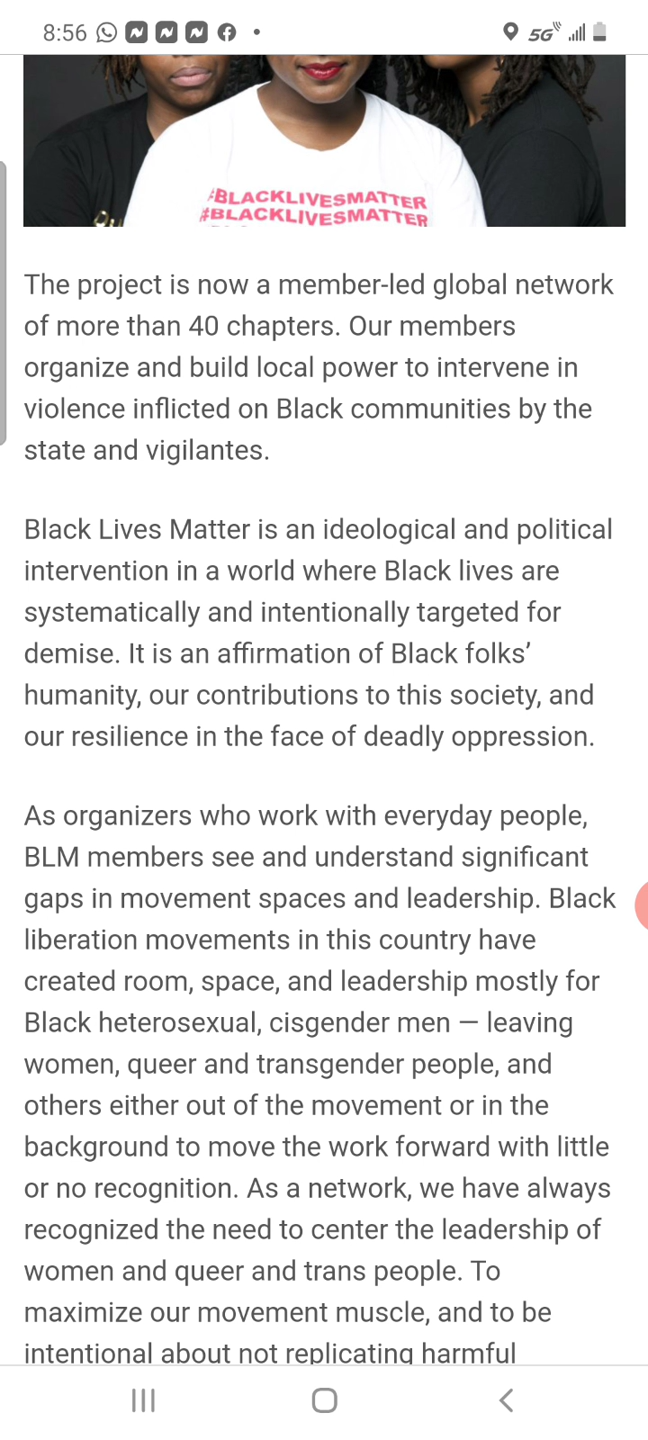 8:56
5G
#BLACKLIVESMATTER
#BLACKLIVESMATTER
The project is now a member-led global network
of more than 40 chapters. Our members
organize and build local power to intervene in
violence inflicted on Black communities by the
state and vigilantes.
Black Lives Matter is an ideological and political
intervention in a world where Black lives are
systematically and intentionally targeted for
demise. It is an affirmation of Black folks’
humanity, our contributions to this society, and
our resilience in the face of deadly oppression.
As organizers who work with everyday people,
BLM members see and understand significant
gaps in movement spaces and leadership. Black
liberation movements in this country have
created room, space, and leadership mostly for
Black heterosexual, cisgender men — leaving
women, queer and transgender people, and
others either out of the movement or in the
background to move the work forward with little
or no recognition. As a network, we have always
recognized the need to center the leadership of
women and queer and trans people. To
maximize our movement muscle, and to be
intentional about not replicating harmful